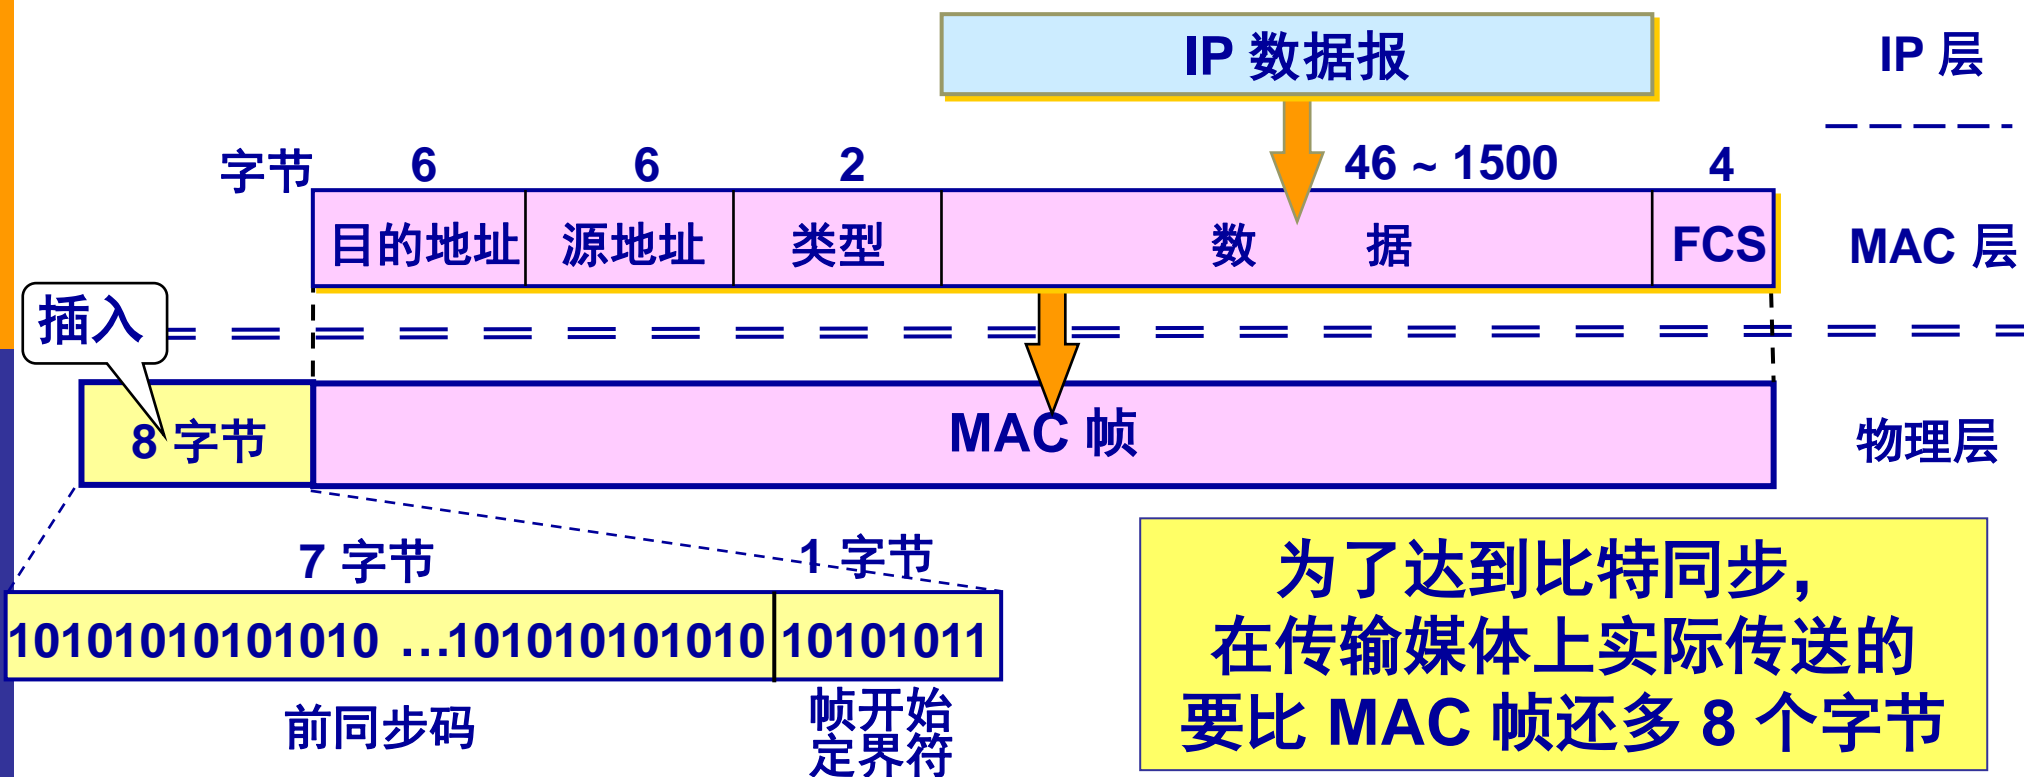 IP 数据报
IP 层
字节 6 6 2 46 ~ 1500 4
目的地址 源地址 类型 数 据 FCS
MAC 层
插入
8 字节
MAC 帧
物理层
7 字节 1 字节
10101010101010 …101010101010 10101011
前同步码
帧开始
定界符
为了达到比特同步，
在传输媒体上实际传送的
要比 MAC 帧还多 8 个字节